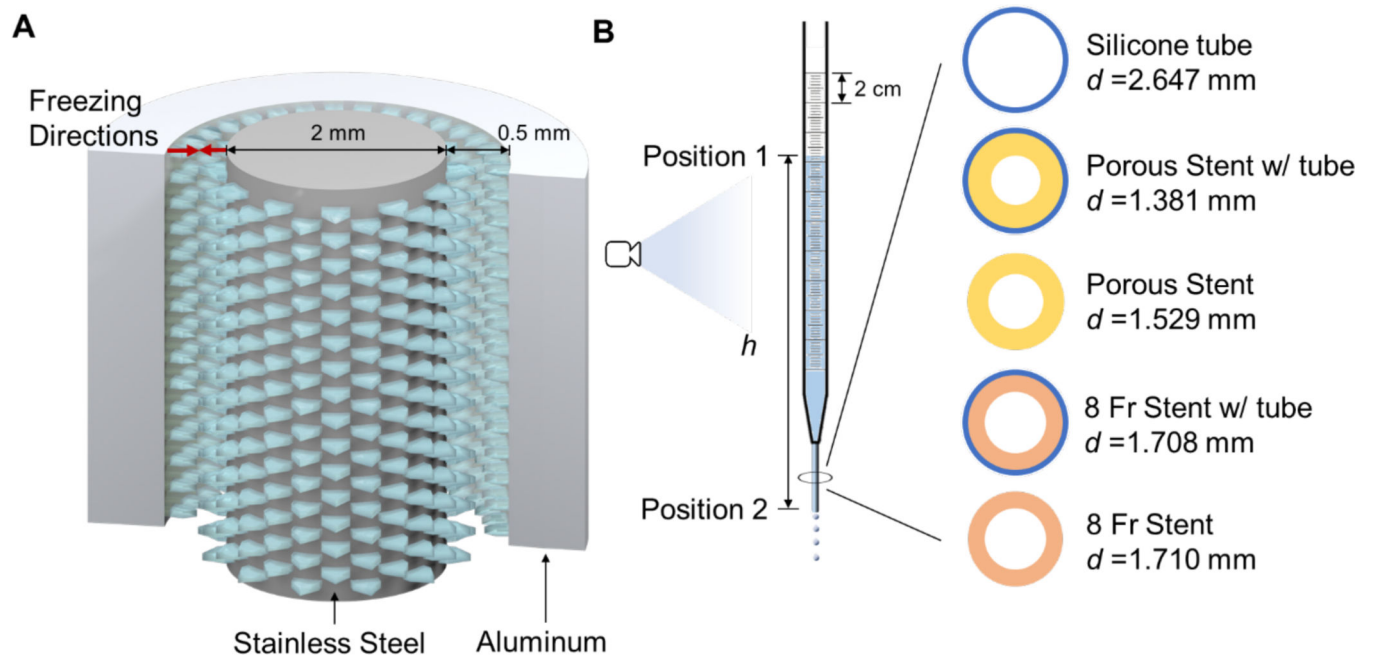 A
Freezing
Directions
2 mm
0.5 mm
Stainless Steel
Aluminum
B
2 cm
Position 1
h
Position 2
Silicone tube
d =2.647 mm
Porous Stent w/ tube
d =1.381 mm
Porous Stent
d =1.529 mm
8 Fr Stent w/ tube
d =1.708 mm
8 Fr Stent
d =1.710 mm